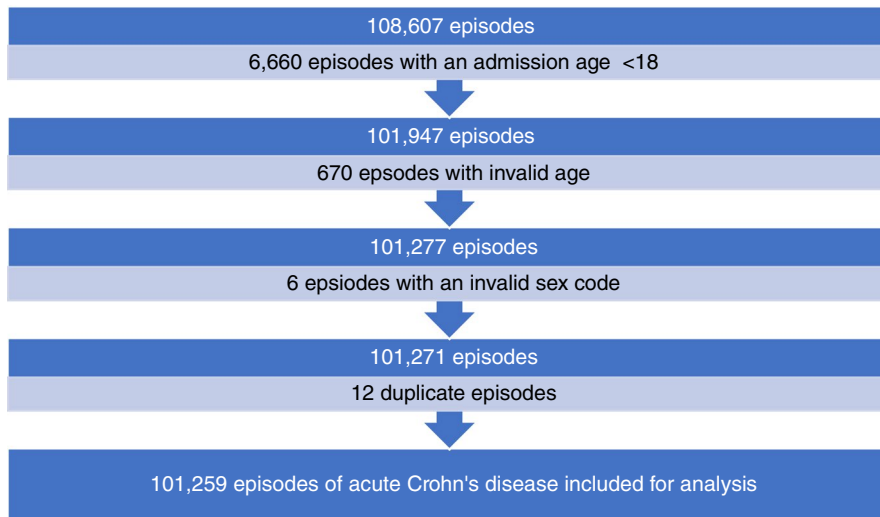 108,607 episodes
6,660 episodes with an admission age <18
101,947 episodes
670 epsodes with invalid age
101,277 episodes
6 epsiodes with an invalid sex code
101,271 episodes
12 duplicate episodes
101,259 episodes of acute Crohn's disease included for analysis